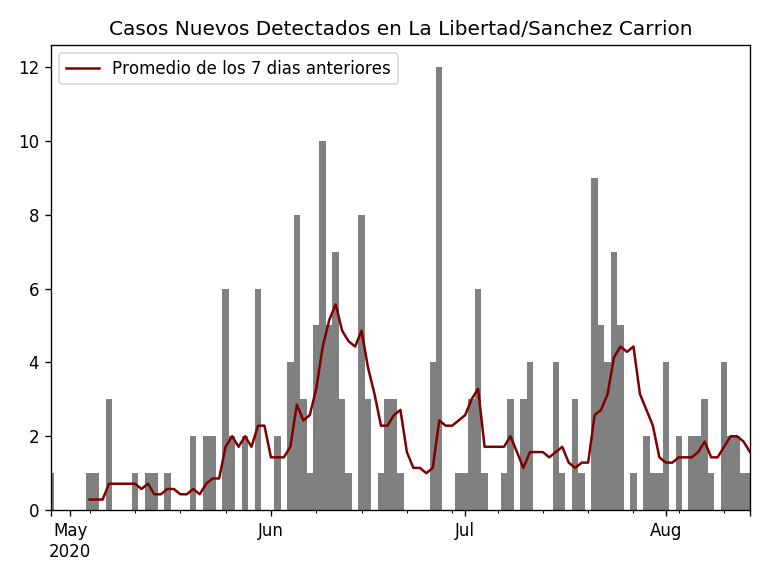 Casos Nuevos Detectados en La Libertad/Sanchez Carrion
Promedio de los 7 dias anteriores
12
10
8
6
4
2
0
May
2020
Jun
Jul
Aug